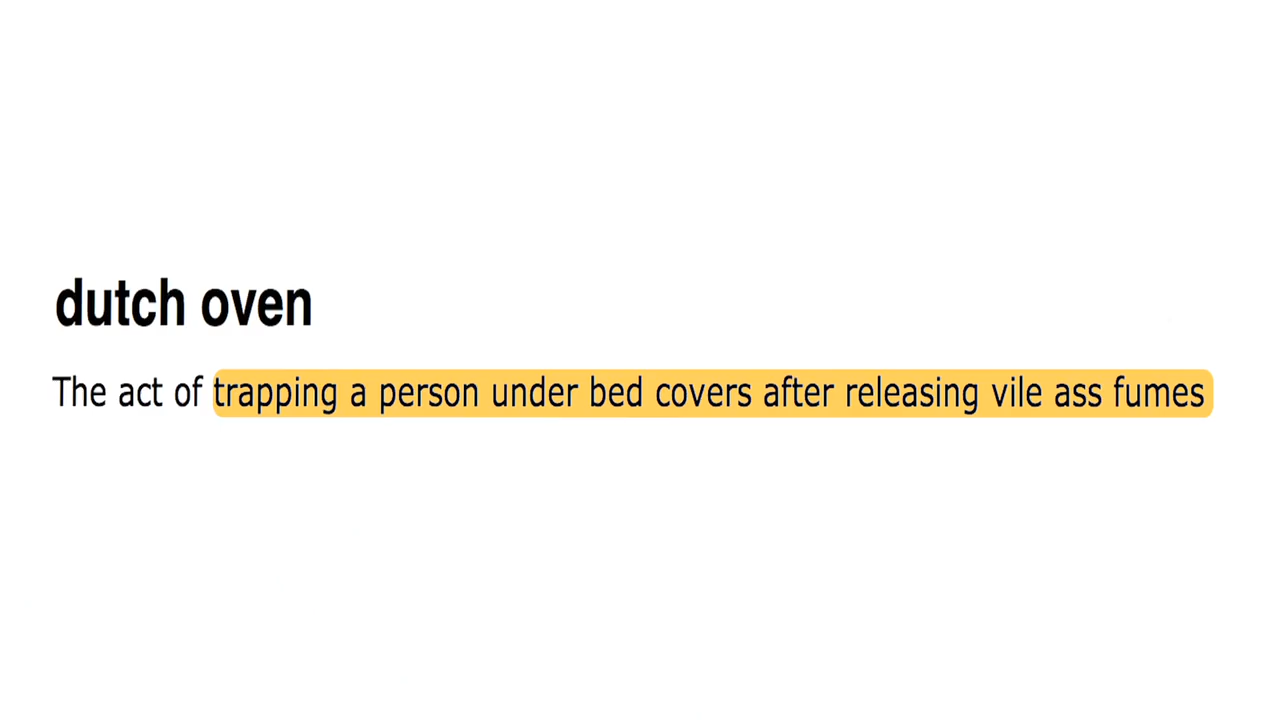 dutch oven
The act of trapping a person under bed covers after releasing vile ass fumes